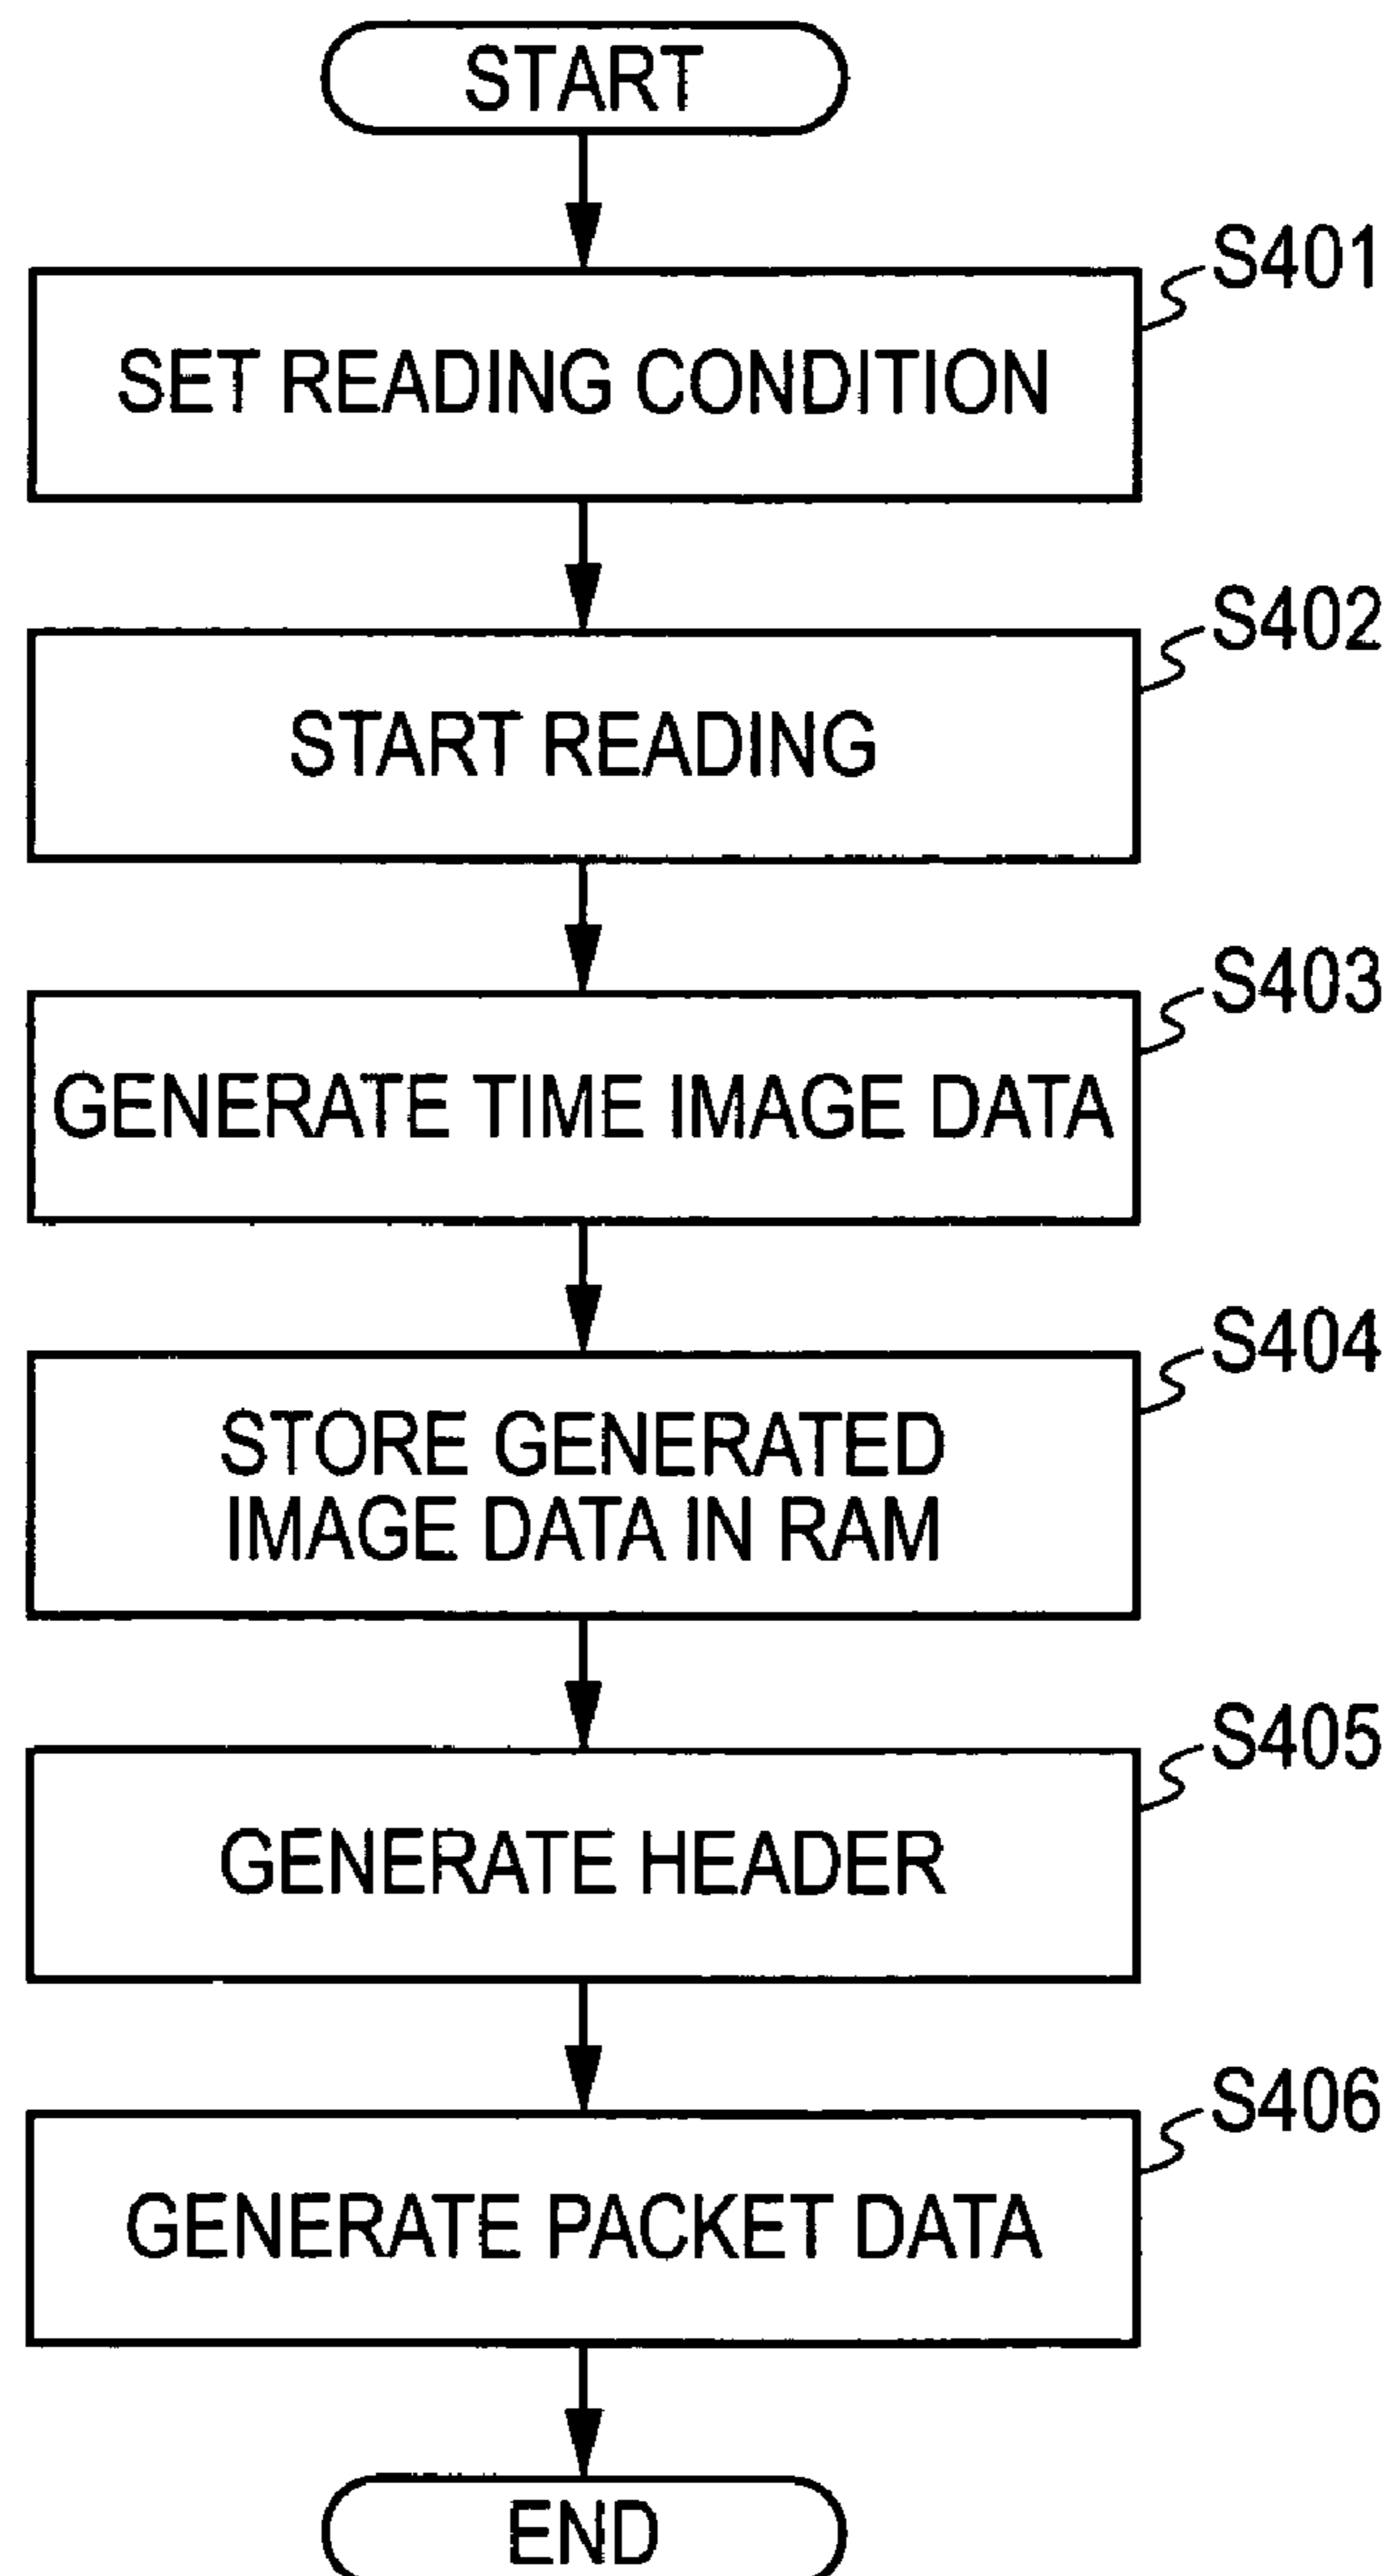 START
S401
SET READING CONDITION
S402
START READING
S403
GENERATE TIME IMAGE DATA
S404
STORE GENERATED
IMAGE DATA IN RAM
S405
GENERATE HEADER
S406
GENERATE PACKET DATA
END